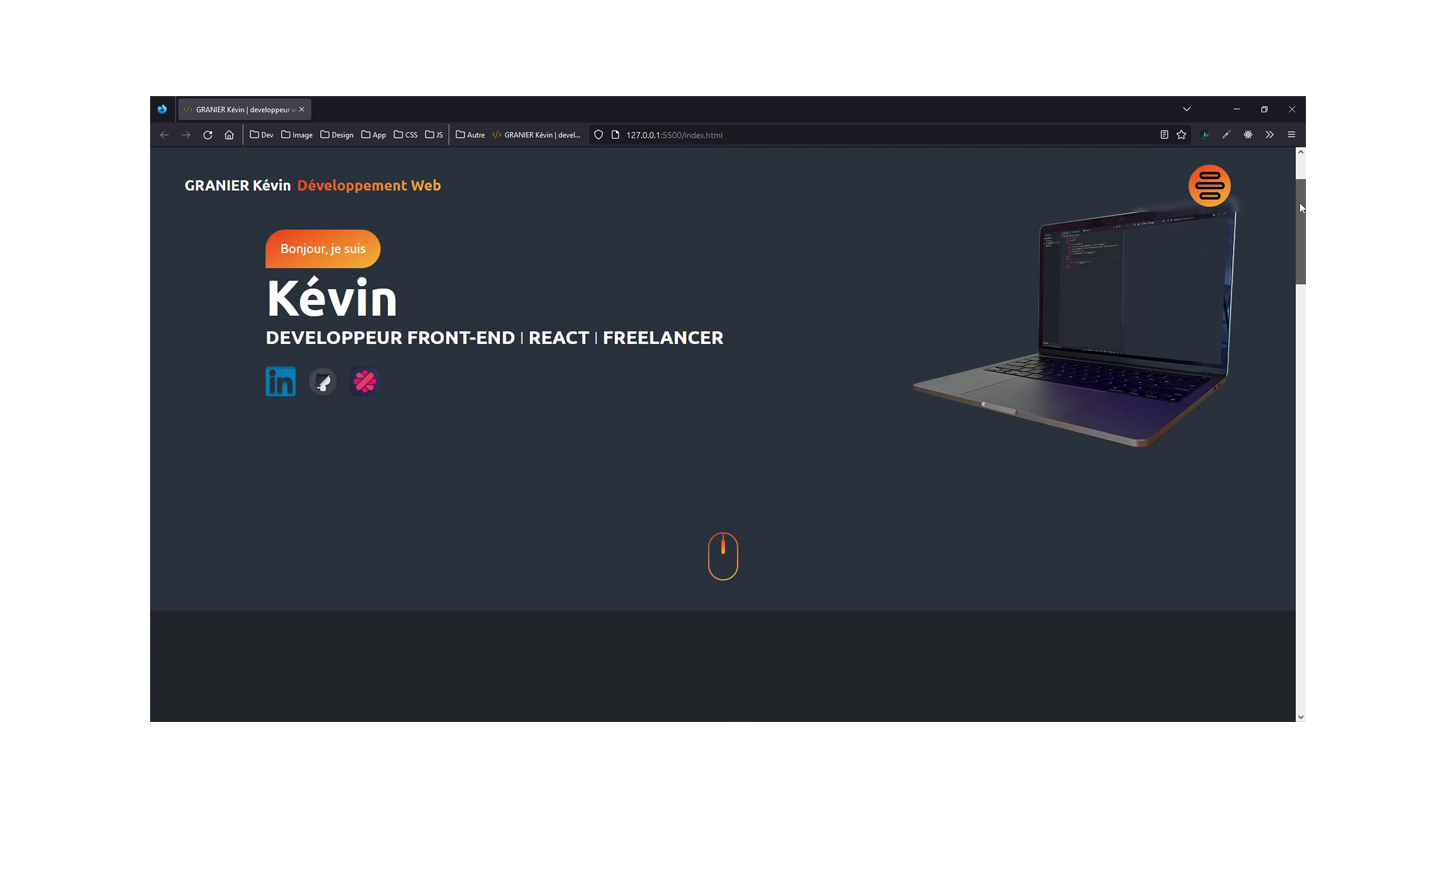 GRANIER Kévin | developpeur w
Dev Image Design App CSS JS Autre GRANIER Kévin | devel... 127.0.0.1:5500/index.html
GRANIER Kévin Développement Web
Bonjour, je suis
Kévin
DEVELOPPEUR FRONT-END | REACT | FREELANCER
in